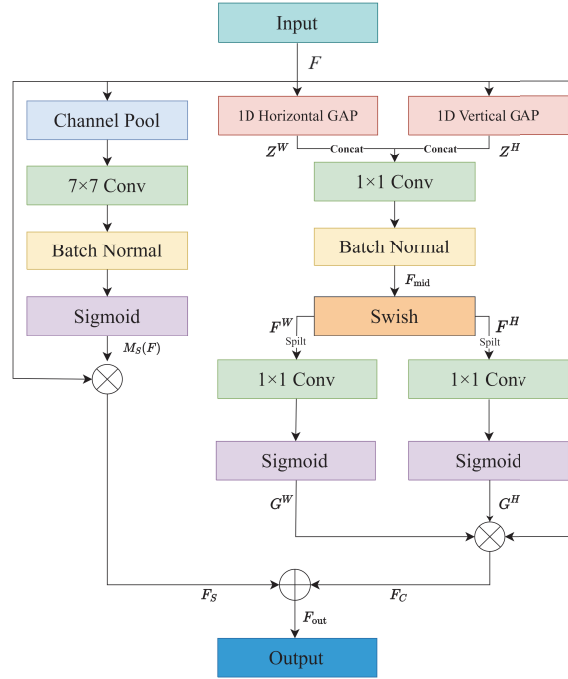 Input
F
Channel Pool
1D Horizontal GAP
1D Vertical GAP
Z^W
Concat
Concat
Z^H
7×7 Conv
1×1 Conv
Batch Normal
Batch Normal
F_mid
Sigmoid
Swish
F^W
F^H
Spilt
Spilt
M_S(F)
1×1 Conv
1×1 Conv
Sigmoid
Sigmoid
G^W
G^H
F_S
F_C
F_out
Output